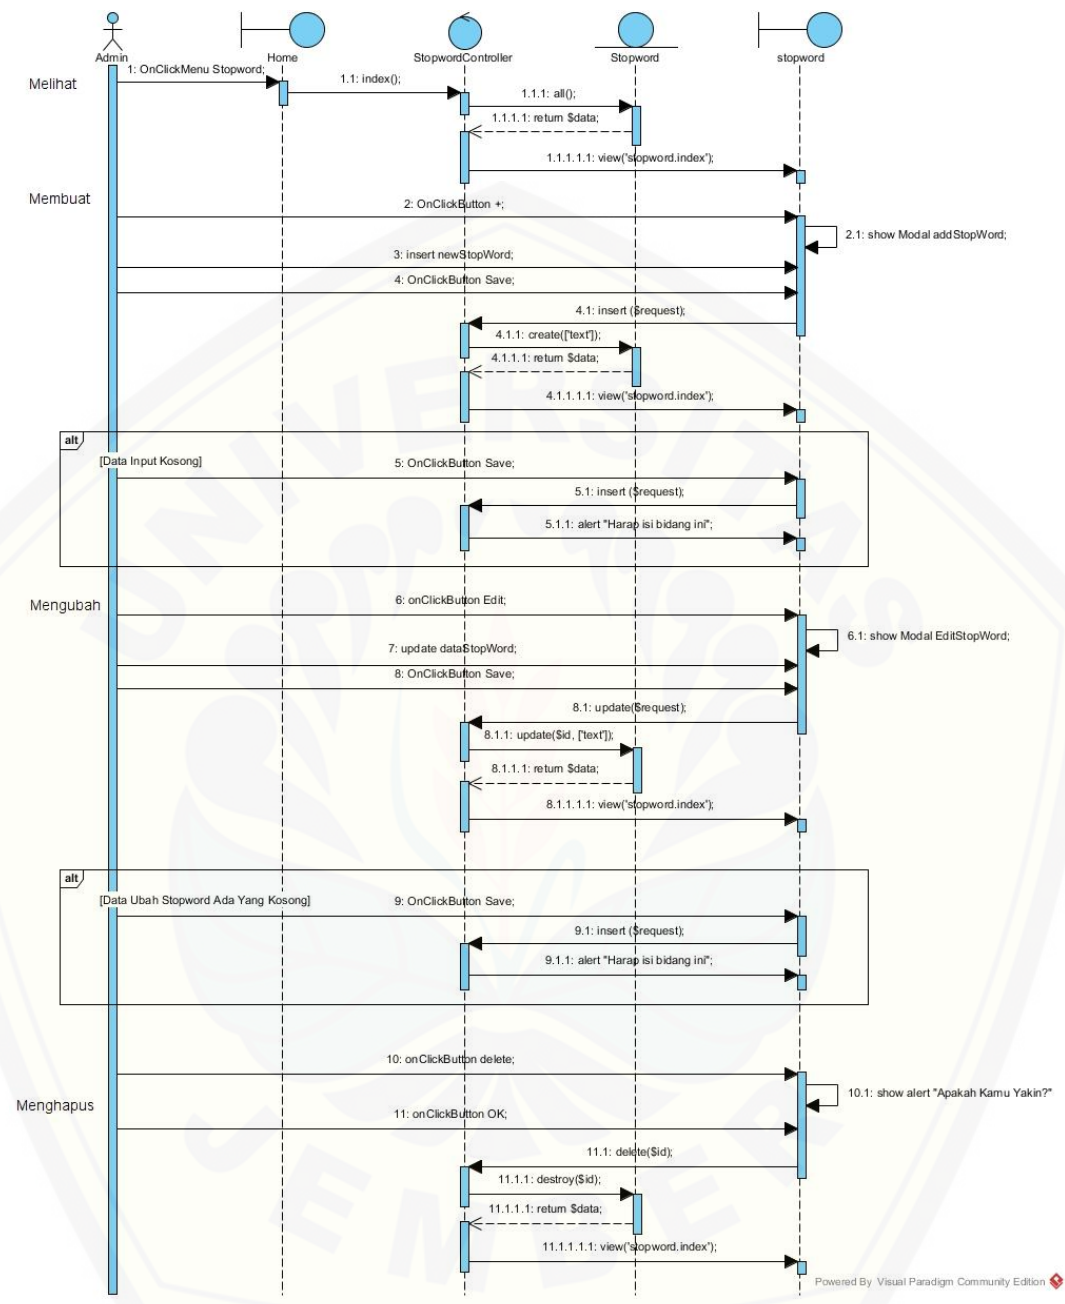 Admin
Home
StopwordController
Stopword
stopword
Melihat
1: OnClickMenu Stopword;
1.1: index();
1.1.1: all();
1.1.1.1: return $data;
1.1.1.1.1: view('stopword.index');
Membuat
2: OnClickButton +;
2.1: show Modal addStopWord;
3: insert newStopWord;
4: OnClickButton Save;
4.1: insert ($request);
4.1.1: create(['text']);
4.1.1.1: return $data;
4.1.1.1.1: view('stopword.index');
alt
[Data Input Kosong]
5: OnClickButton Save;
5.1: insert ($request);
5.1.1: alert "Harap isi bidang ini";
Mengubah
6: onClickButton Edit;
6.1: show Modal EditStopWord;
7: update dataStopWord;
8: OnClickButton Save;
8.1: update($request);
8.1.1: update($id, ['text']);
8.1.1.1: return $data;
8.1.1.1.1: view('stopword.index');
alt
[Data Ubah Stopword Ada Yang Kosong]
9: OnClickButton Save;
9.1: insert ($request);
9.1.1: alert "Harap isi bidang ini";
10: onClickButton delete;
10.1: show alert "Apakah Kamu Yakin?"
Menghapus
11: onClickButton OK;
11.1: delete($id);
11.1.1: destroy($id);
11.1.1.1: return $data;
11.1.1.1.1: view('stopword.index');
UNIVERSITAS
JEMBER
Powered By Visual Paradigm Community Edition